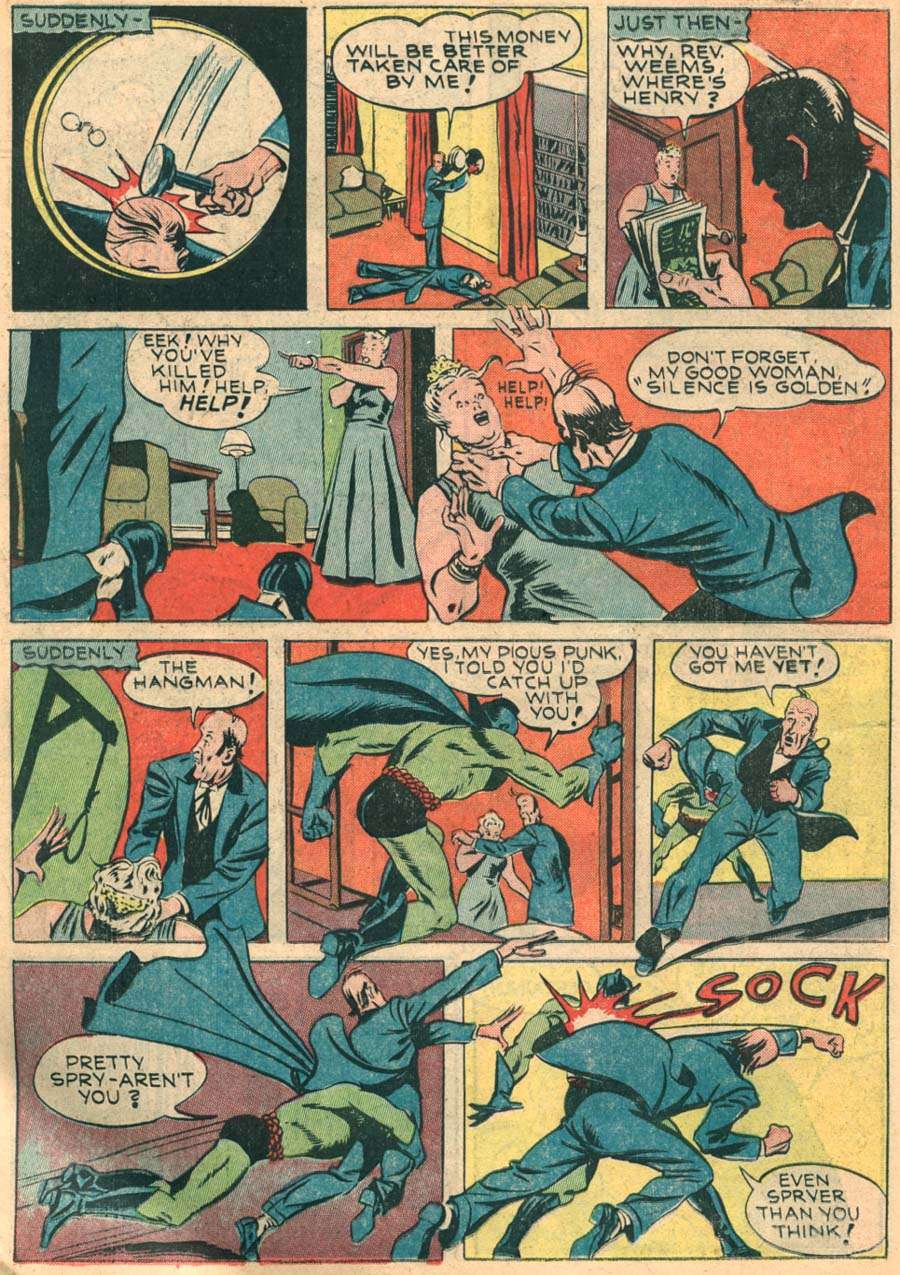 SUDDENLY-
THIS MONEY
WILL BE BETTER
TAKEN CARE OF
BY ME!
JUST THEN-
WHY, REV.
WEEMS,
WHERE'S
HENRY?
EEK! WHY
YOU'VE
KILLED
HIM! HELP,
HELP!
HELP!
HELP!
DON'T FORGET,
MY GOOD WOMAN,
"SILENCE IS GOLDEN".
SUDDENLY
THE
HANGMAN!
YES, MY PIOUS PUNK,
I TOLD YOU I'D
CATCH UP
WITH
YOU!
YOU HAVEN'T
GOT ME YET!
PRETTY
SPRY-AREN'T
YOU?
SOCK
EVEN
SPRYER
THAN YOU
THINK!